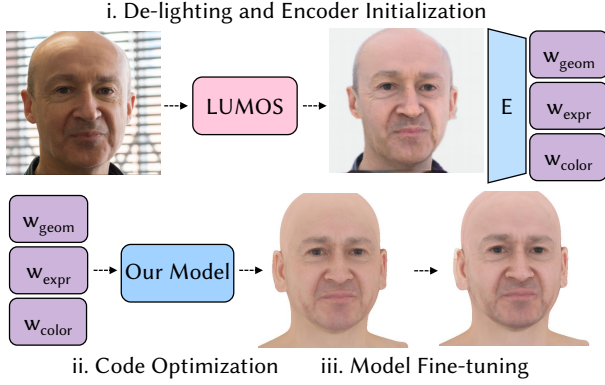 i. De-lighting and Encoder Initialization
LUMOS
E
w_geom
w_expr
w_color
w_geom
w_expr
w_color
Our Model
ii. Code Optimization
iii. Model Fine-tuning